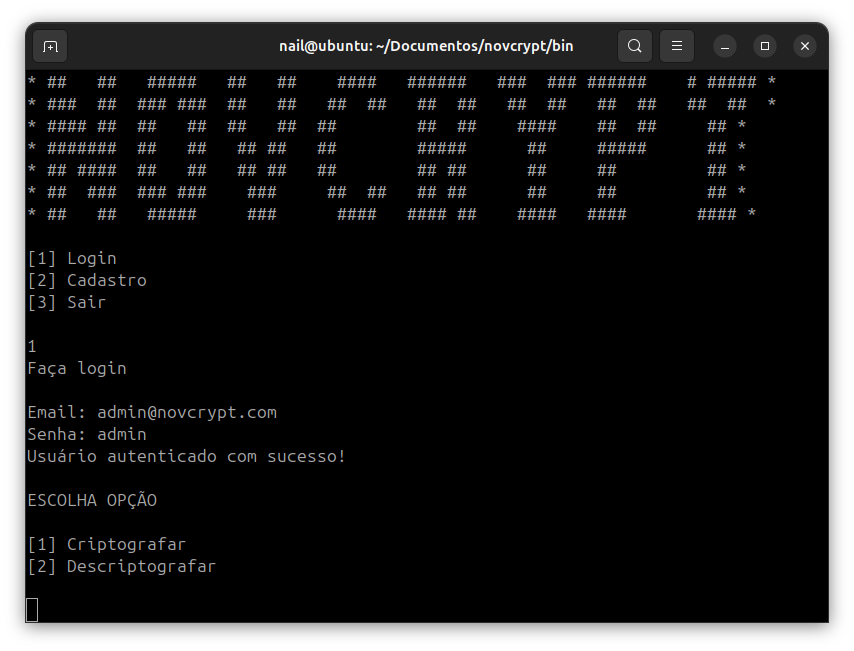 nail@ubuntu: ~/Documentos/novcrypt/bin
* ##   ##   #####   ##   ##    ####   ######   ###  ### ######    # ##### *
* ###  ##  ### ###  ##   ##   ##  ##   ##  ##   ##  ##   ##  ##   ##  ##  *
* #### ##  ##   ##  ##   ##  ##        ##  ##    ####    ##  ##     ## *
* #######  ##   ##   ## ##   ##        #####      ##     #####      ## *
* ## ####  ##   ##   ## ##   ##        ## ##      ##     ##         ## *
* ##  ###  ### ###    ###     ##  ##   ## ##      ##     ##         ## *
* ##   ##   #####     ###      ####   #### ##    ####   ####       #### *
[1] Login
[2] Cadastro
[3] Sair
1
Faça login
Email: admin@novcrypt.com
Senha: admin
Usuário autenticado com sucesso!
ESCOLHA OPÇÃO
[1] Criptografar
[2] Descriptografar